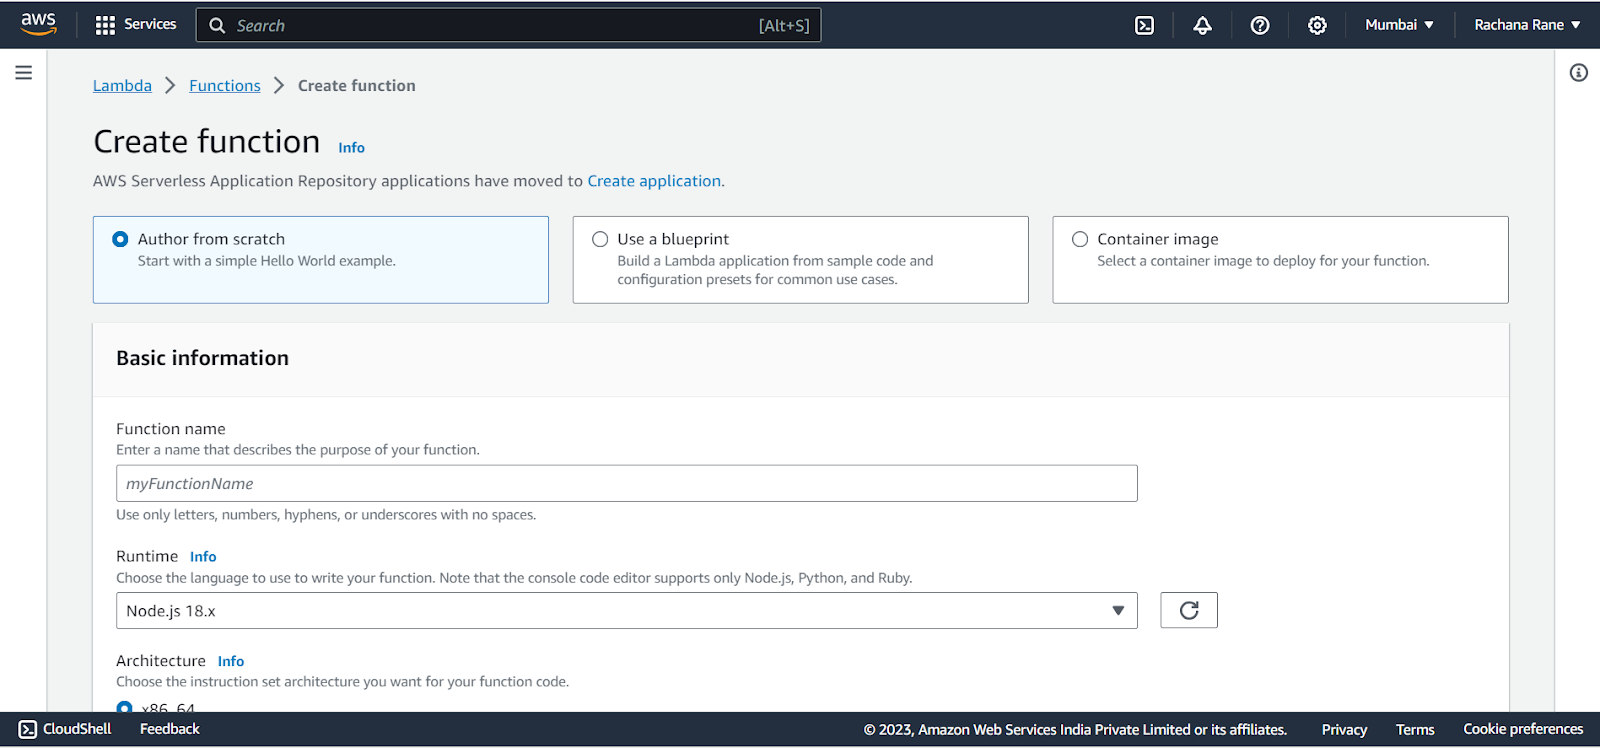 aws Services Search [Alt+S] Mumbai Rachana Rane
Lambda Functions Create function
Create function Info
AWS Serverless Application Repository applications have moved to Create application.
Author from scratch
Start with a simple Hello World example.
Use a blueprint
Build a Lambda application from sample code and
configuration presets for common use cases.
Container image
Select a container image to deploy for your function.
Basic information
Function name
Enter a name that describes the purpose of your function.
myFunctionName
Use only letters, numbers, hyphens, or underscores with no spaces.
Runtime Info
Choose the language to use to write your function. Note that the console code editor supports only Node.js, Python, and Ruby.
Node.js 18.x
Architecture Info
Choose the instruction set architecture you want for your function code.
x86_64
CloudShell Feedback © 2023, Amazon Web Services India Private Limited or its affiliates. Privacy Terms Cookie preferences